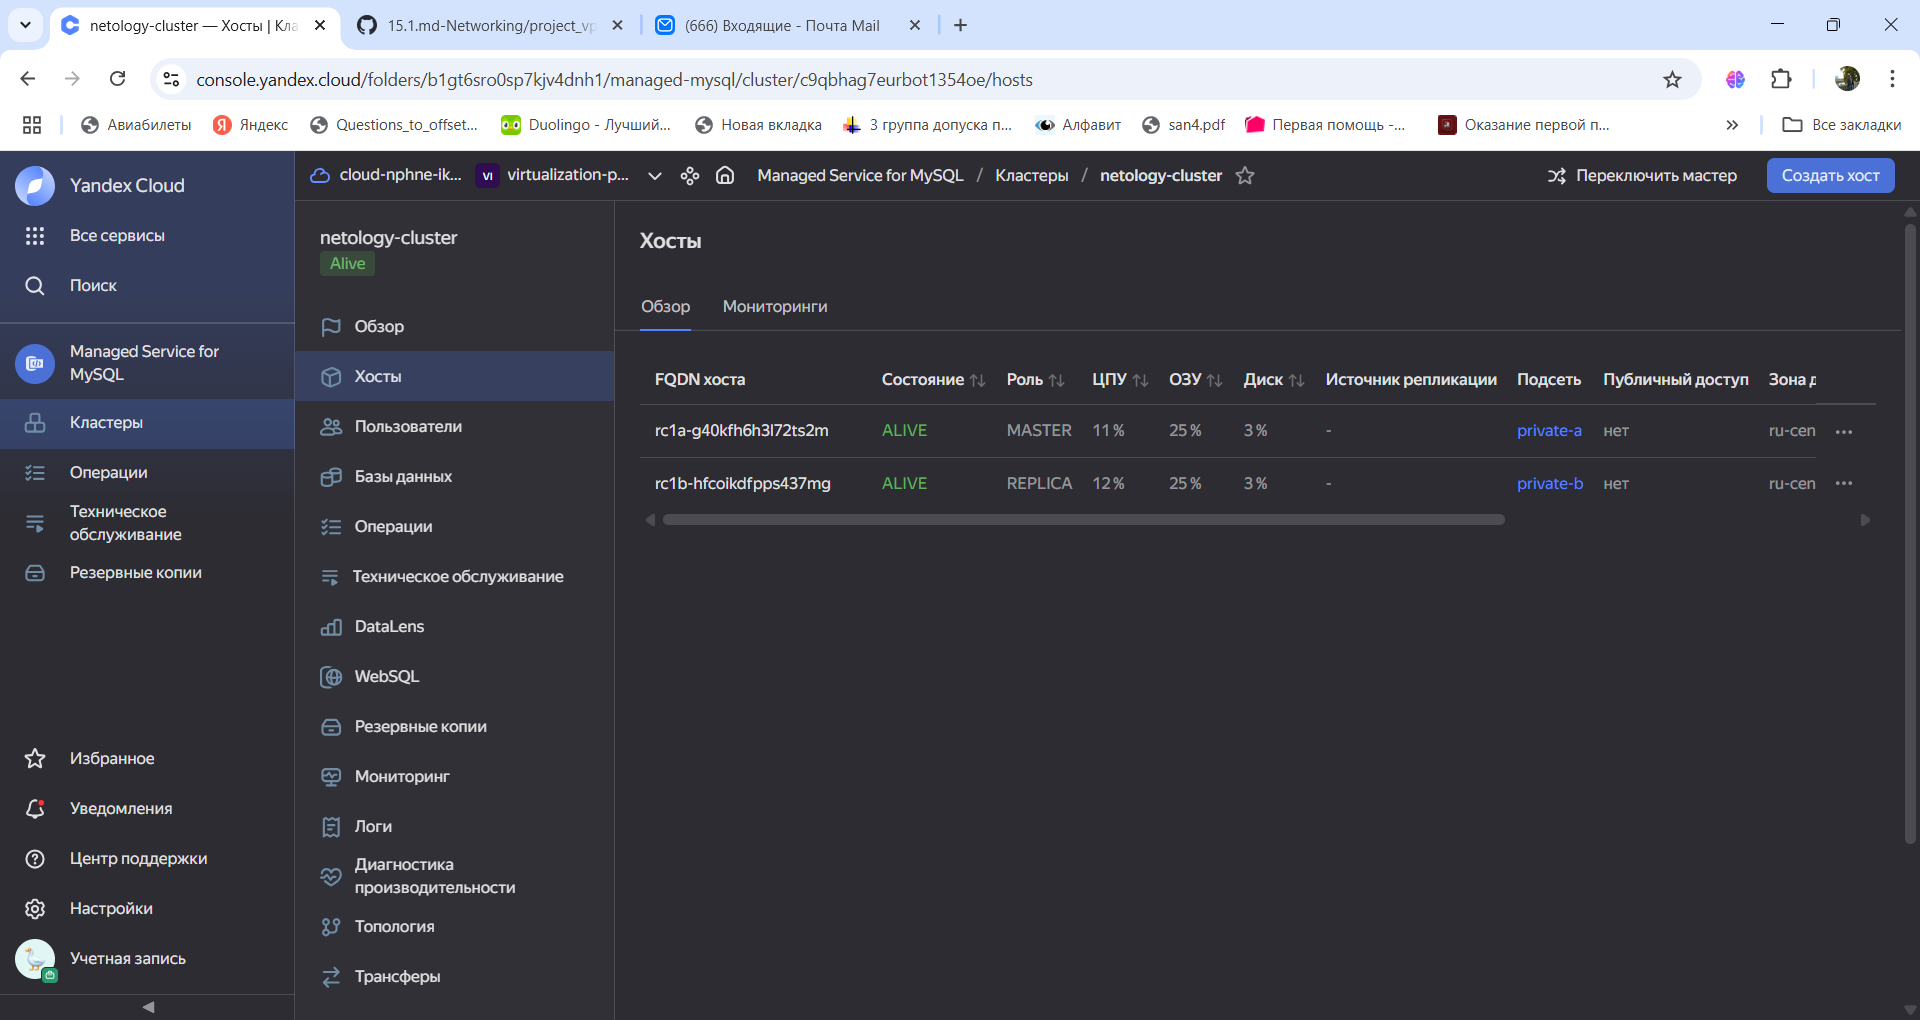 netology-cluster — Хосты | Кла
15.1.md-Networking/project_vp
(666) Входящие - Почта Mail
console.yandex.cloud/folders/b1gt6sro0sp7kjv4dnh1/managed-mysql/cluster/c9qbhag7eurbot1354oe/hosts
Авиабилеты
Яндекс
Questions_to_offset...
Duolingo - Лучший...
Новая вкладка
3 группа допуска п...
Алфавит
san4.pdf
Первая помощь -...
Оказание первой п...
Все закладки
Yandex Cloud
Все сервисы
Поиск
Managed Service for
MySQL
Кластеры
Операции
Техническое
обслуживание
Резервные копии
Избранное
Уведомления
Центр поддержки
Настройки
Учетная запись
cloud-nphne-ik...
VI
virtualization-p...
Managed Service for MySQL / Кластеры / netology-cluster
Переключить мастер
Создать хост
netology-cluster
Alive
Обзор
Хосты
Пользователи
Базы данных
Операции
Техническое обслуживание
DataLens
WebSQL
Резервные копии
Мониторинг
Логи
Диагностика
производительности
Топология
Трансферы
Хосты
Обзор Мониторинги
FQDN хоста Состояние Роль ЦПУ ОЗУ Диск Источник репликации Подсеть Публичный доступ Зона д
rc1a-g40kfh6h3l72ts2m ALIVE MASTER 11 % 25 % 3 % - private-a нет ru-cen
rc1b-hfcoikdfpps437mg ALIVE REPLICA 12 % 25 % 3 % - private-b нет ru-cen